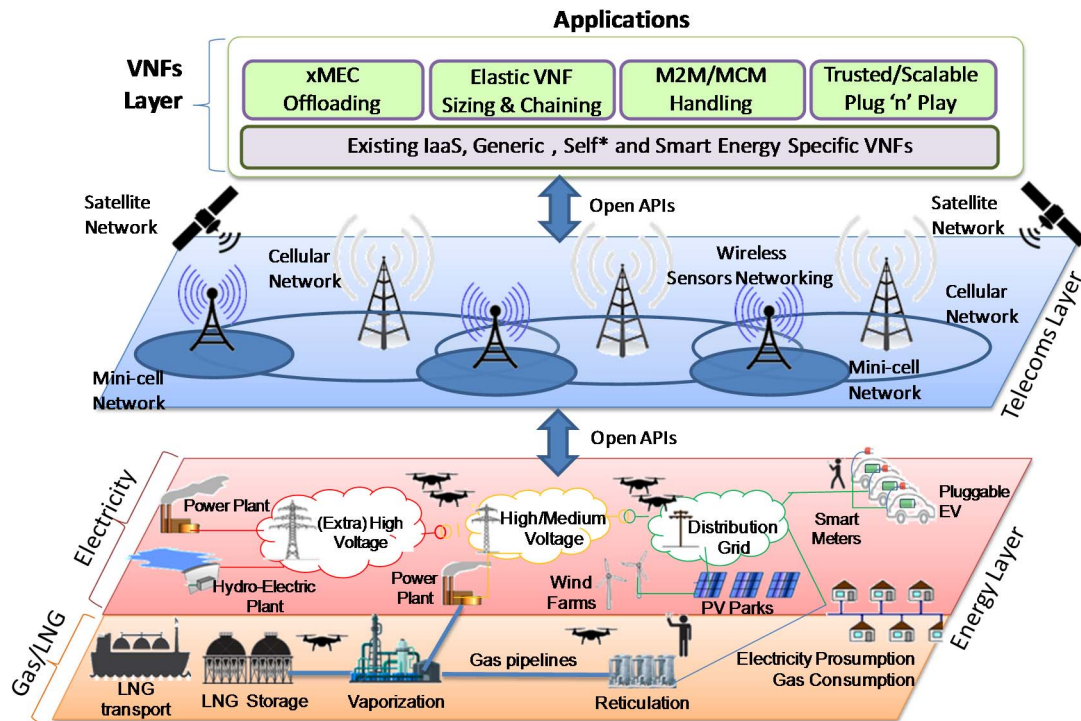 Applications
VNFs
Layer
xMEC
Offloading
Elastic VNF
Sizing & Chaining
M2M/MCM
Handling
Trusted/Scalable
Plug ‘n’ Play
Existing IaaS, Generic , Self* and Smart Energy Specific VNFs
Satellite
Network
Open APIs
Satellite
Network
Cellular
Network
Wireless
Sensors Networking
Cellular
Network
Mini-cell
Network
Mini-cell
Network
Telecoms Layer
Open APIs
Electricity
Power Plant
(Extra) High
Voltage
High/Medium
Voltage
Distribution
Grid
Smart
Meters
Pluggable
EV
Hydro-Electric
Plant
Power
Plant
Wind
Farms
PV Parks
Energy Layer
Gas/LNG
LNG
transport
LNG Storage
Vaporization
Gas pipelines
Reticulation
Electricity Prosumption
Gas Consumption